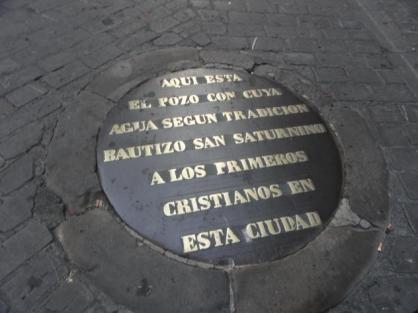 AQUI ESTA
EL POZO CON CUYA
AGUA SEGUN TRADICION
BAUTIZO SAN SATURNINO
A LOS PRIMEROS
CRISTIANOS EN
ESTA CIUDAD